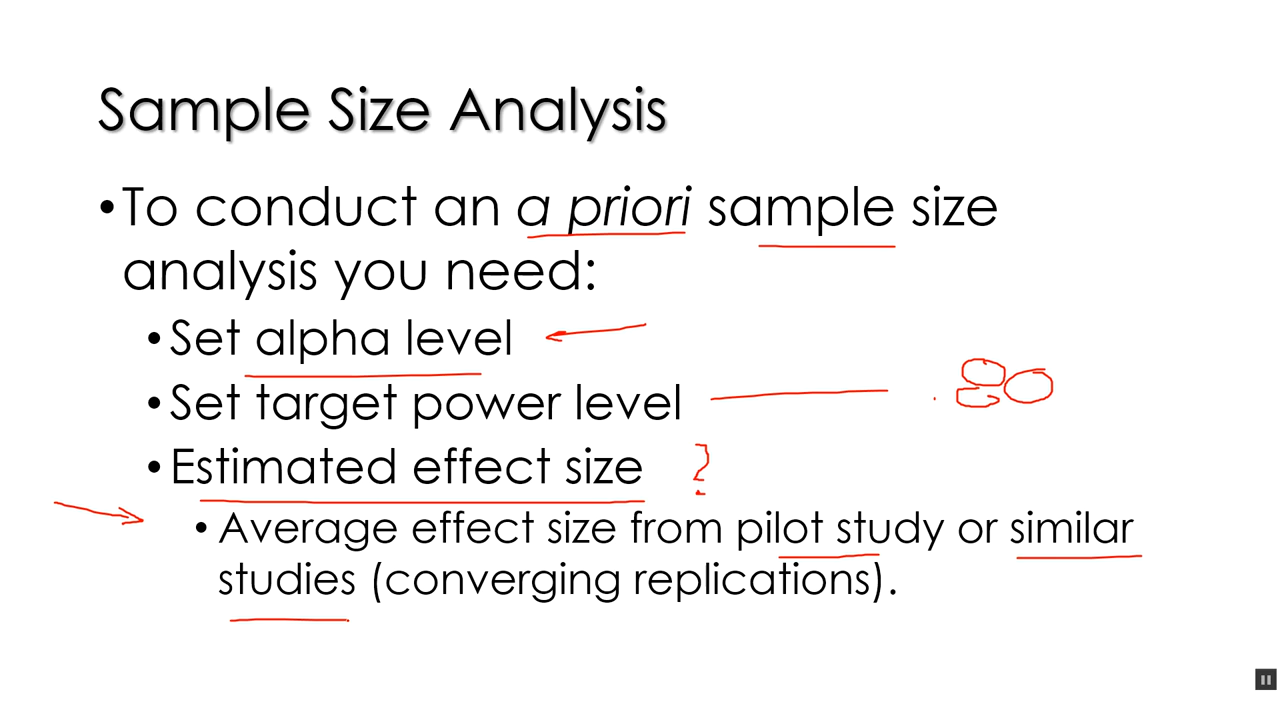 Sample Size Analysis
•To conduct an a priori sample size
analysis you need:
•Set alpha level
•Set target power level .80
•Estimated effect size ?
•Average effect size from pilot study or similar
studies (converging replications).